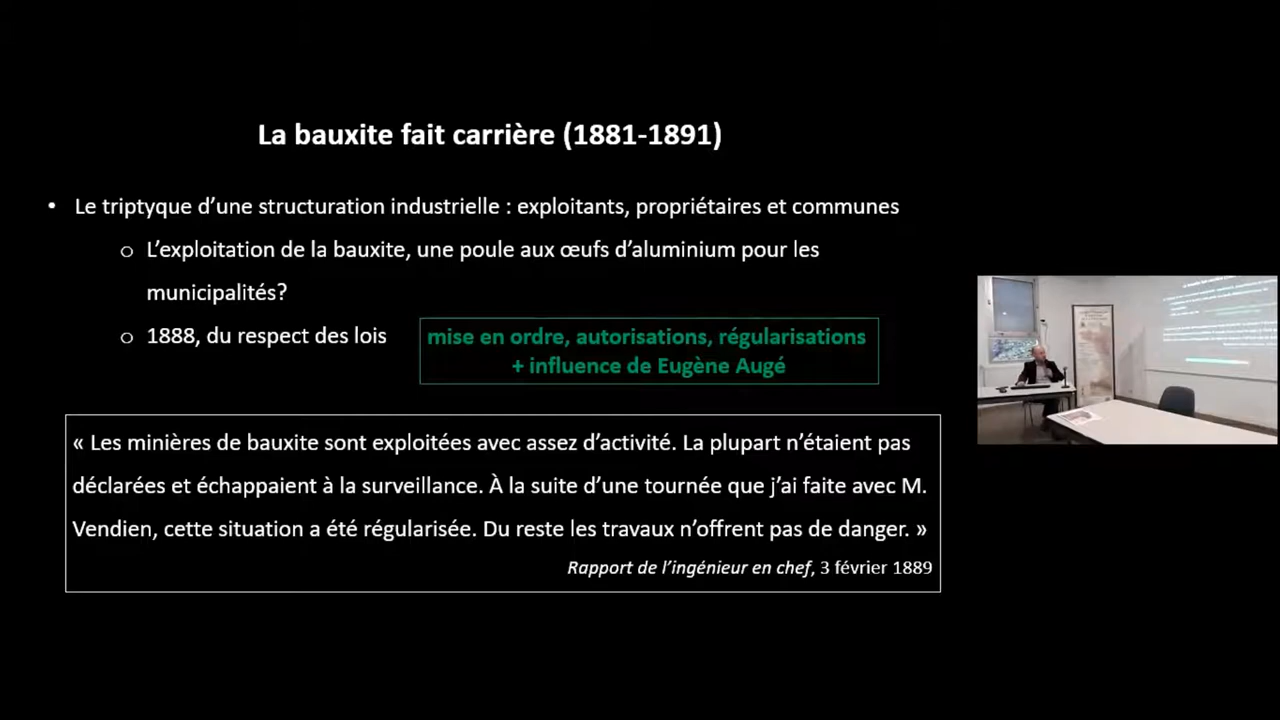 La bauxite fait carrière (1881-1891)
• Le triptyque d’une structuration industrielle : exploitants, propriétaires et communes
o L’exploitation de la bauxite, une poule aux œufs d’aluminium pour les
municipalités?
o 1888, du respect des lois
mise en ordre, autorisations, régularisations
+ influence de Eugène Augé
« Les minières de bauxite sont exploitées avec assez d’activité. La plupart n’étaient pas
déclarées et échappaient à la surveillance. À la suite d’une tournée que j’ai faite avec M.
Vendien, cette situation a été régularisée. Du reste les travaux n’offrent pas de danger. »
Rapport de l’ingénieur en chef, 3 février 1889